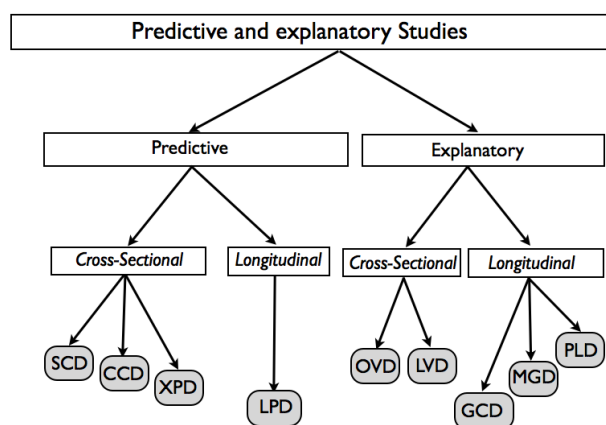 Predictive and explanatory Studies
Predictive
Explanatory
Cross-Sectional
Longitudinal
Cross-Sectional
Longitudinal
SCD
CCD
XPD
LPD
OVD
LVD
GCD
MGD
PLD